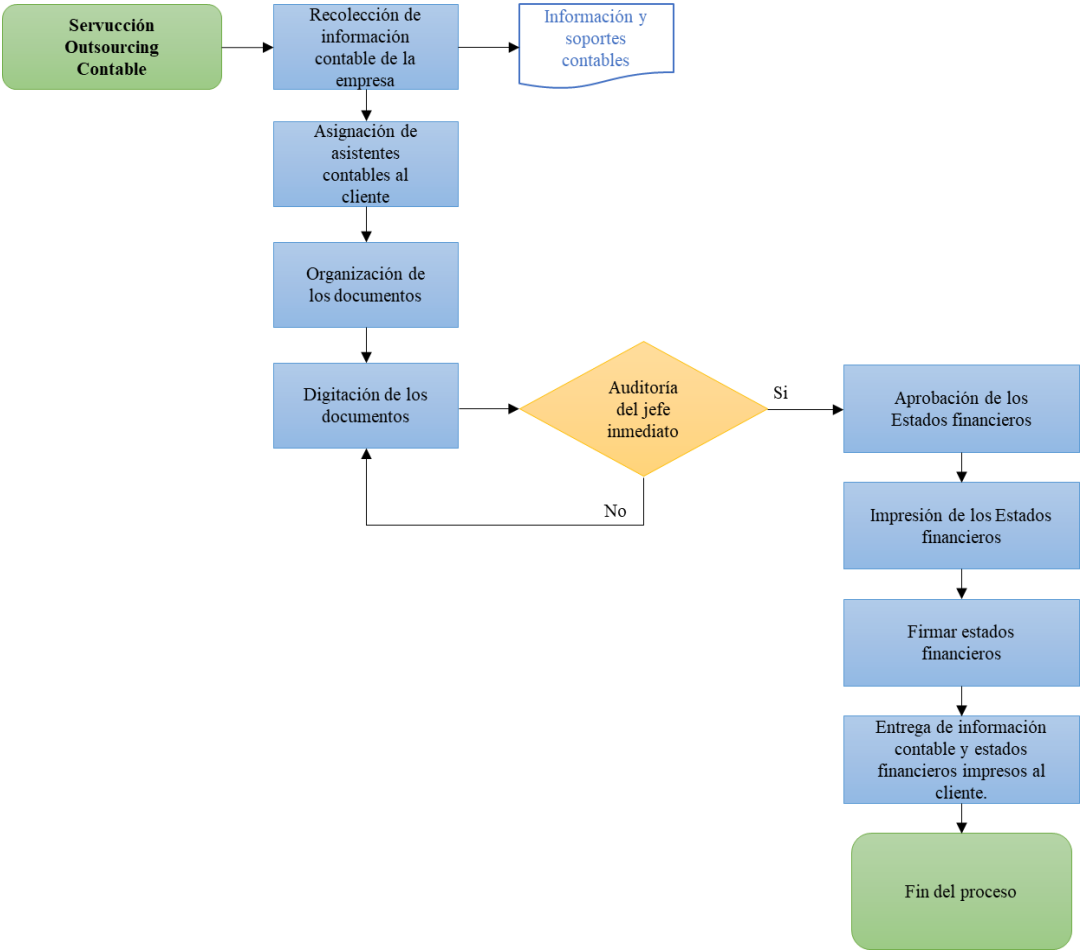 Servucción
Outsourcing
Contable
Recolección de
información
contable de la
empresa
Información y
soportes
contables
Asignación de
asistentes
contables al
cliente
Organización de
los documentos
Digitación de los
documentos
Auditoría
del jefe
inmediato
Si
No
Aprobación de los
Estados financieros
Impresión de los Estados
financieros
Firmar estados
financieros
Entrega de información
contable y estados
financieros impresos al
cliente.
Fin del proceso